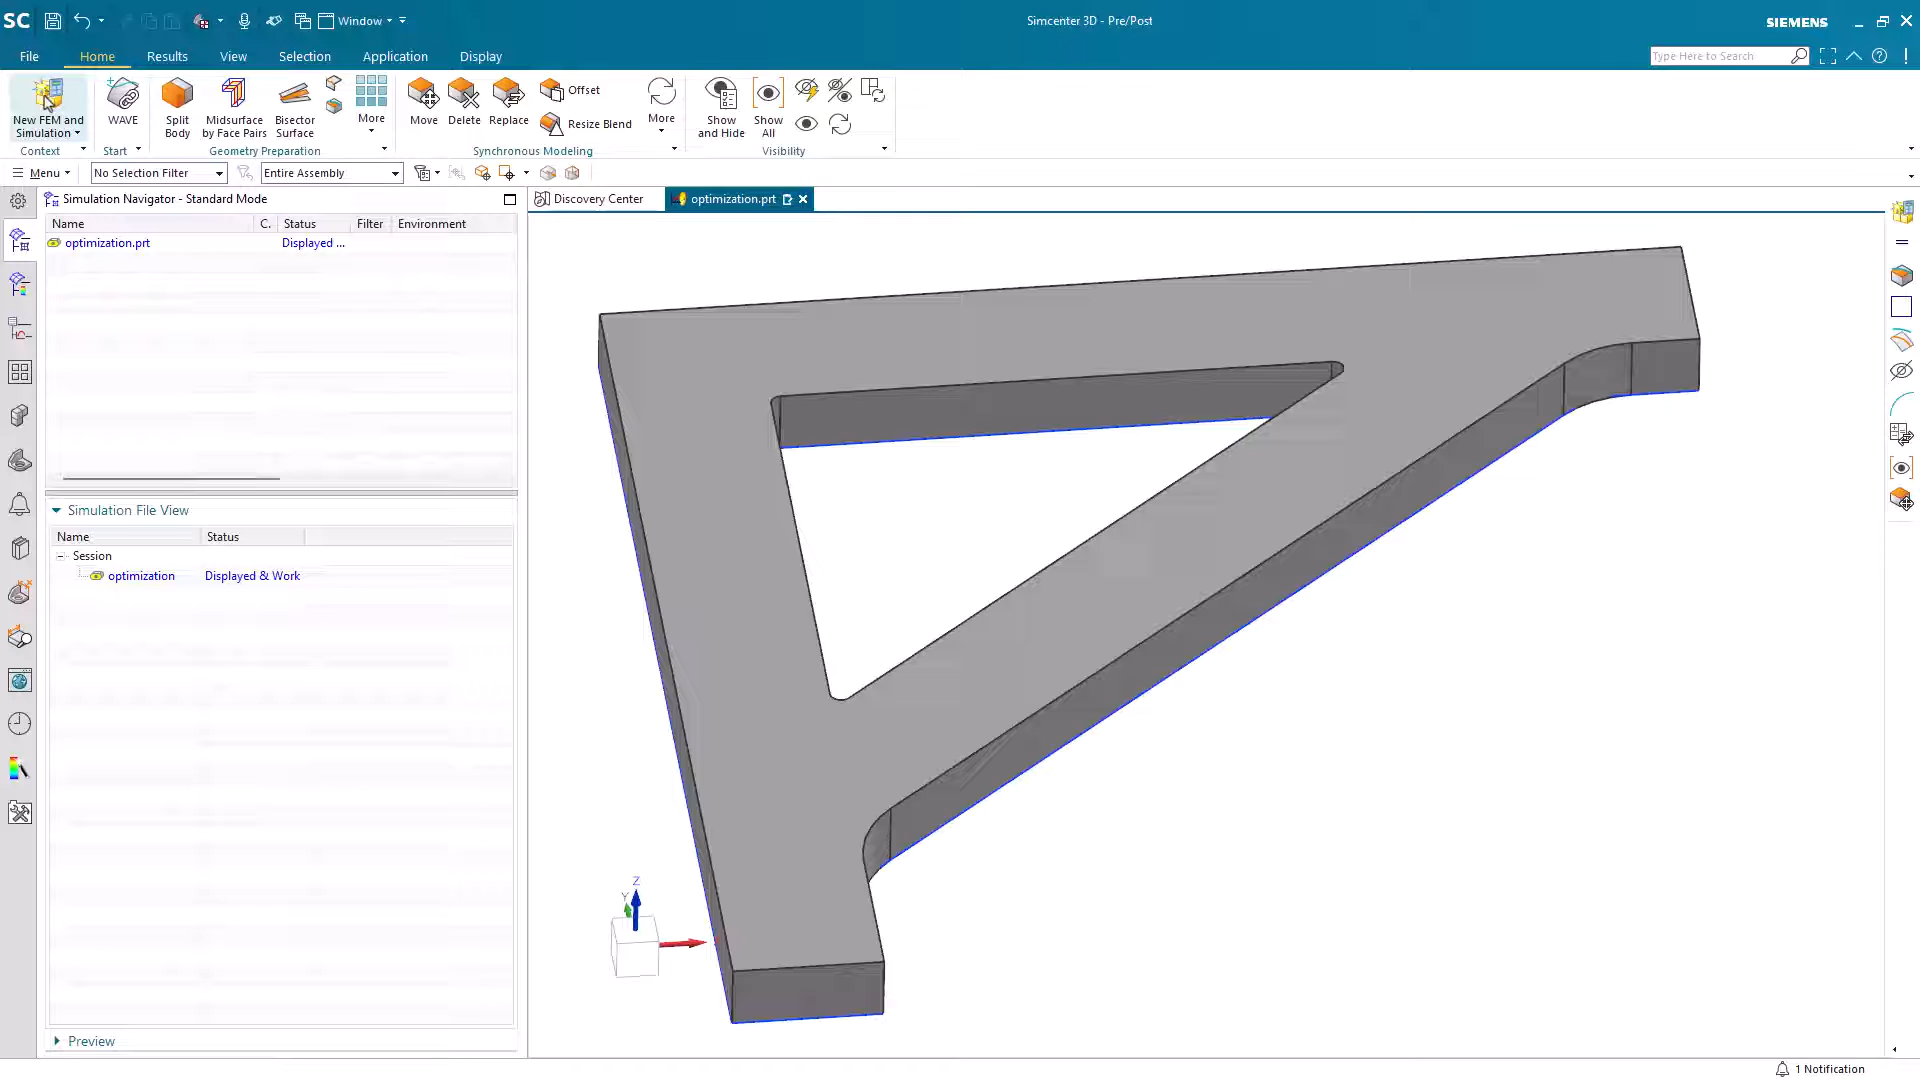 SC
Window
Simcenter 3D - Pre/Post
SIEMENS
File
Home
Results
View
Selection
Application
Display
Type Here to Search
New FEM and
Simulation
WAVE
Split
Body
Midsurface
by Face Pairs
Bisector
Surface
More
Move
Delete
Replace
Offset
Resize Blend
More
Show
and Hide
Show
All
Context
Start
Geometry Preparation
Synchronous Modeling
Visibility
Menu
No Selection Filter
Entire Assembly
Simulation Navigator - Standard Mode
Discovery Center
optimization.prt
Name
C.
Status
Filter
Environment
optimization.prt
Displayed ...
Simulation File View
Name
Status
Session
optimization
Displayed & Work
Z
Y
Preview
1 Notification